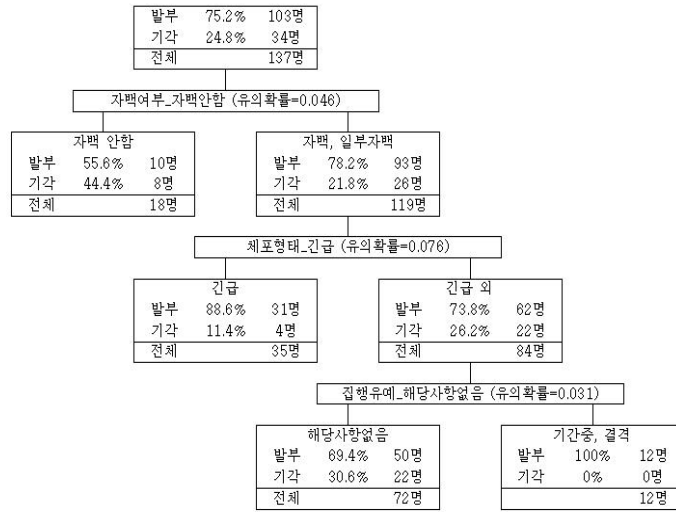 발부 75.2% 103명
기각 24.8% 34명
전체 137명
자백여부_자백안함 (유의확률=0.046)
자백 안함
발부 55.6% 10명
기각 44.4% 8명
전체 18명
자백, 일부자백
발부 78.2% 93명
기각 21.8% 26명
전체 119명
체포형태_긴급 (유의확률=0.076)
긴급
발부 88.6% 31명
기각 11.4% 4명
전체 35명
긴급 외
발부 73.8% 62명
기각 26.2% 22명
전체 84명
집행유예_해당사항없음 (유의확률=0.031)
해당사항없음
발부 69.4% 50명
기각 30.6% 22명
전체 72명
기간중, 결격
발부 100% 12명
기각 0% 0명
12명